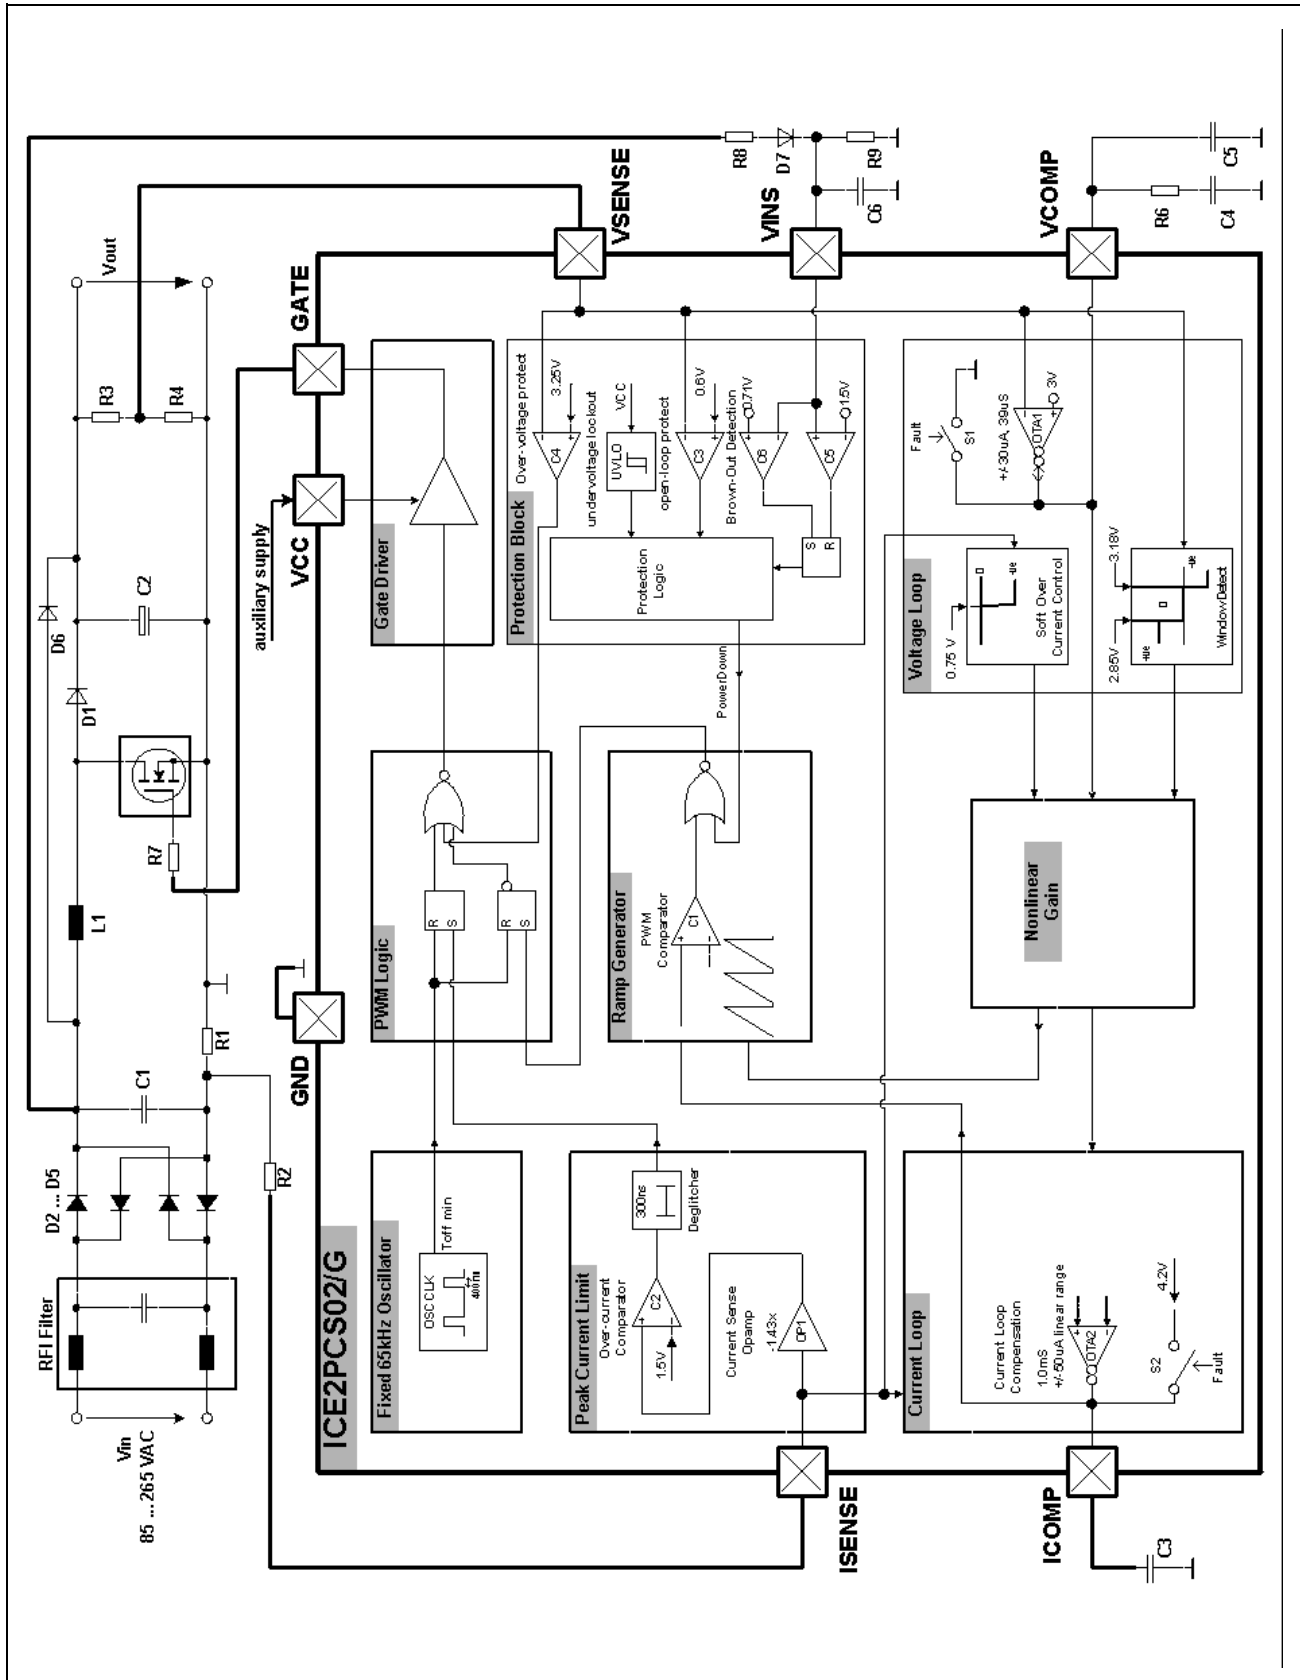 Vin
85 ... 265 VAC
RFI Filter
D2 ... D5
C1
R1
R2
L1
R7
D1
D6
C2
R3
R4
Vout
GND
auxiliary supply
VCC
GATE
ICE2PCS02/G
Fixed 65kHz Oscillator
OSC CLK
400ns
Toff min
PWM Logic
R
S
R
S
Gate Driver
Peak Current Limit
Over-current
Comparator
1.5V
C2
300ns
Deglitcher
Current Sense
Opamp
-1.43x
OP1
Ramp Generator
PWM
Comparator
C1
PowerDown
Protection Block
Over-voltage protect
C4
3.25V
undervoltage lockout
UVLO
VCC
open-loop protect
C3
0.6V
Brown-Out Detection
C6
0.71V
C5
1.5V
S
R
Protection
Logic
Current Loop
Current Loop
Compensation
1.0mS
+/-50uA linear range
OTA2
4.2V
S2
Fault
Nonlinear
Gain
Voltage Loop
0.75 V
-ve
Soft Over
Current Control
2.85V
3.18V
+ve
-ve
Window Detect
Fault
S1
+/-30uA, 39uS
OTA1
3V
ISENSE
ICOMP
C3
VSENSE
VINS
VCOMP
R8
D7
R9
C6
R6
C4
C5